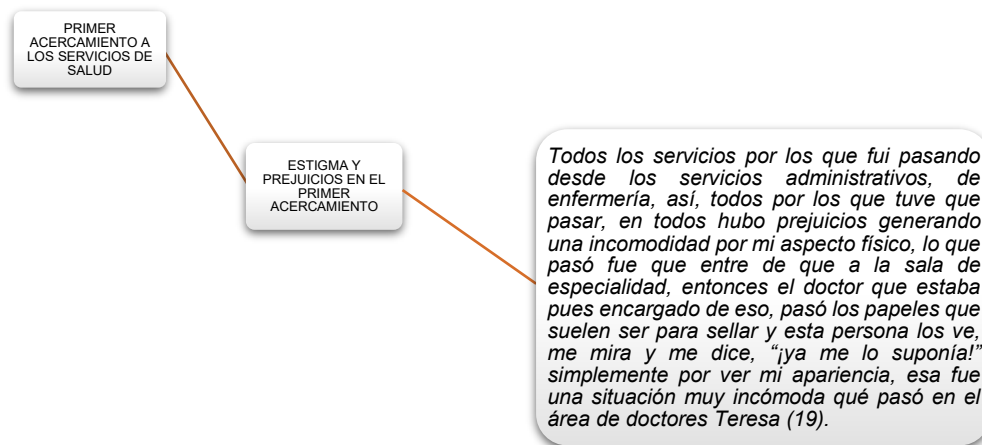 PRIMER
ACERCAMIENTO A
LOS SERVICIOS DE
SALUD
ESTIGMA Y
PREJUICIOS EN EL
PRIMER
ACERCAMIENTO
Todos los servicios por los que fui pasando
desde los servicios administrativos, de
enfermería, así, todos por los que tuve que
pasar, en todos hubo prejuicios generando
una incomodidad por mi aspecto físico, lo que
pasó fue que entre de que a la sala de
especialidad, entonces el doctor que estaba
pues encargado de eso, pasó los papeles que
suelen ser para sellar y esta persona los ve,
me mira y me dice, “¡ya me lo suponía!”
simplemente por ver mi apariencia, esa fue
una situación muy incómoda qué pasó en el
área de doctores Teresa (19).